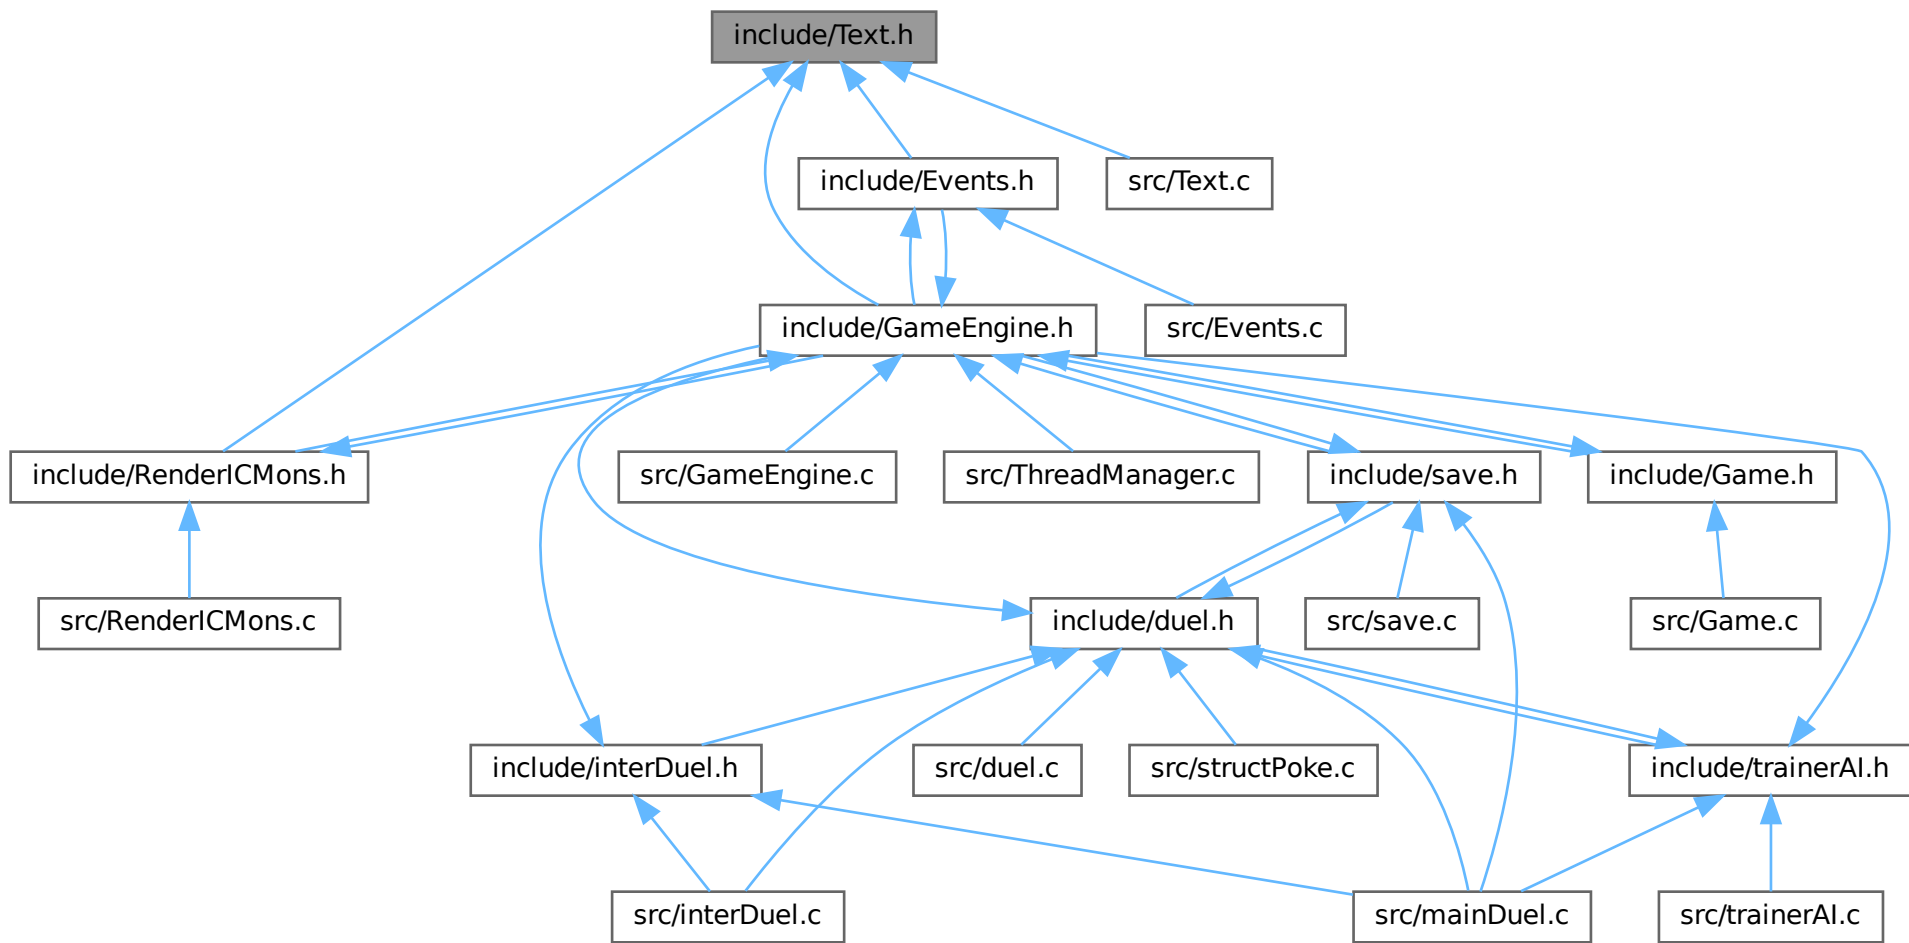 include/Text.h
include/Events.h
src/Text.c
include/GameEngine.h
src/Events.c
include/RenderICMons.h
src/GameEngine.c
src/ThreadManager.c
include/save.h
include/Game.h
src/RenderICMons.c
include/duel.h
src/save.c
src/Game.c
include/interDuel.h
src/duel.c
src/structPoke.c
include/trainerAI.h
src/interDuel.c
src/mainDuel.c
src/trainerAI.c